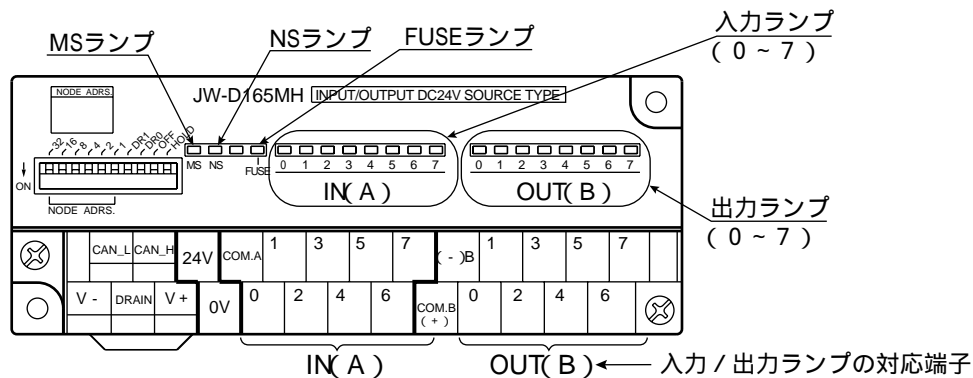 MSランプ
NSランプ
FUSEランプ
入力ランプ
( 0 ~ 7 )
NODE ADRS.
JW-D165MH INPUT/OUTPUT DC24V SOURCE TYPE
32 16 8 4 2 1 DR1 DR0 OFF HOLD
ON
NODE ADRS.
MS NS FUSE
0 1 2 3 4 5 6 7
IN( A )
0 1 2 3 4 5 6 7
OUT( B )
出力ランプ
( 0 ~ 7 )
CAN_L CAN_H 24V COM.A 1 3 5 7 ( - )B 1 3 5 7
V - DRAIN V + 0V 0 2 4 6 COM.B ( + ) 0 2 4 6
IN( A )
OUT( B )
入力 / 出力ランプの対応端子